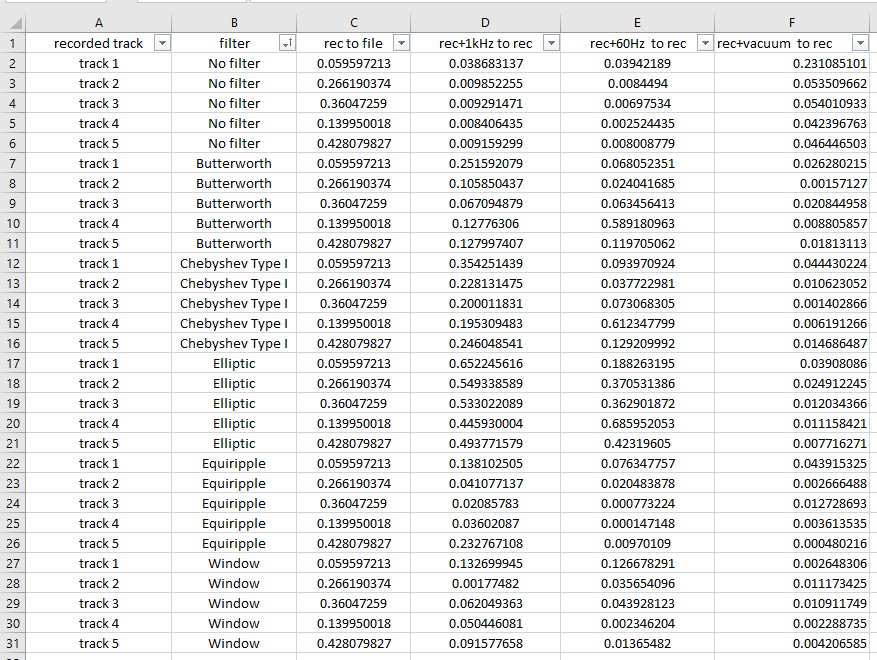 A B C D E F
1 recorded track filter rec to file rec+1kHz to rec rec+60Hz to rec rec+vacuum to rec
2 track 1 No filter 0.059597213 0.038683137 0.03942189 0.231085101
3 track 2 No filter 0.266190374 0.009852255 0.0084494 0.053509662
4 track 3 No filter 0.36047259 0.009291471 0.00697534 0.054010933
5 track 4 No filter 0.139950018 0.008406435 0.002524435 0.042396763
6 track 5 No filter 0.428079827 0.009159299 0.008008779 0.046446503
7 track 1 Butterworth 0.059597213 0.251592079 0.068052351 0.026280215
8 track 2 Butterworth 0.266190374 0.105850437 0.024041685 0.00157127
9 track 3 Butterworth 0.36047259 0.067094879 0.063456413 0.020844958
10 track 4 Butterworth 0.139950018 0.12776306 0.589180963 0.008805857
11 track 5 Butterworth 0.428079827 0.127997407 0.119705062 0.01813113
12 track 1 Chebyshev Type I 0.059597213 0.354251439 0.093970924 0.044430224
13 track 2 Chebyshev Type I 0.266190374 0.228131475 0.037722981 0.010623052
14 track 3 Chebyshev Type I 0.36047259 0.200011831 0.073068305 0.001402866
15 track 4 Chebyshev Type I 0.139950018 0.195309483 0.612347799 0.006191266
16 track 5 Chebyshev Type I 0.428079827 0.246048541 0.129209992 0.014686487
17 track 1 Elliptic 0.059597213 0.652245616 0.188263195 0.03908086
18 track 2 Elliptic 0.266190374 0.549338589 0.370531386 0.024912245
19 track 3 Elliptic 0.36047259 0.533022089 0.362901872 0.012034366
20 track 4 Elliptic 0.139950018 0.445930004 0.685952053 0.011158421
21 track 5 Elliptic 0.428079827 0.493771579 0.42319605 0.007716271
22 track 1 Equiripple 0.059597213 0.138102505 0.076347757 0.043915325
23 track 2 Equiripple 0.266190374 0.041077137 0.020483878 0.002666488
24 track 3 Equiripple 0.36047259 0.02085783 0.000773224 0.012728693
25 track 4 Equiripple 0.139950018 0.03602087 0.000147148 0.003613535
26 track 5 Equiripple 0.428079827 0.232767108 0.00970109 0.000480216
27 track 1 Window 0.059597213 0.132699945 0.126678291 0.002648306
28 track 2 Window 0.266190374 0.00177482 0.035654096 0.011173425
29 track 3 Window 0.36047259 0.062049363 0.043928123 0.010911749
30 track 4 Window 0.139950018 0.050446081 0.002346204 0.002288735
31 track 5 Window 0.428079827 0.091577658 0.01365482 0.004206585